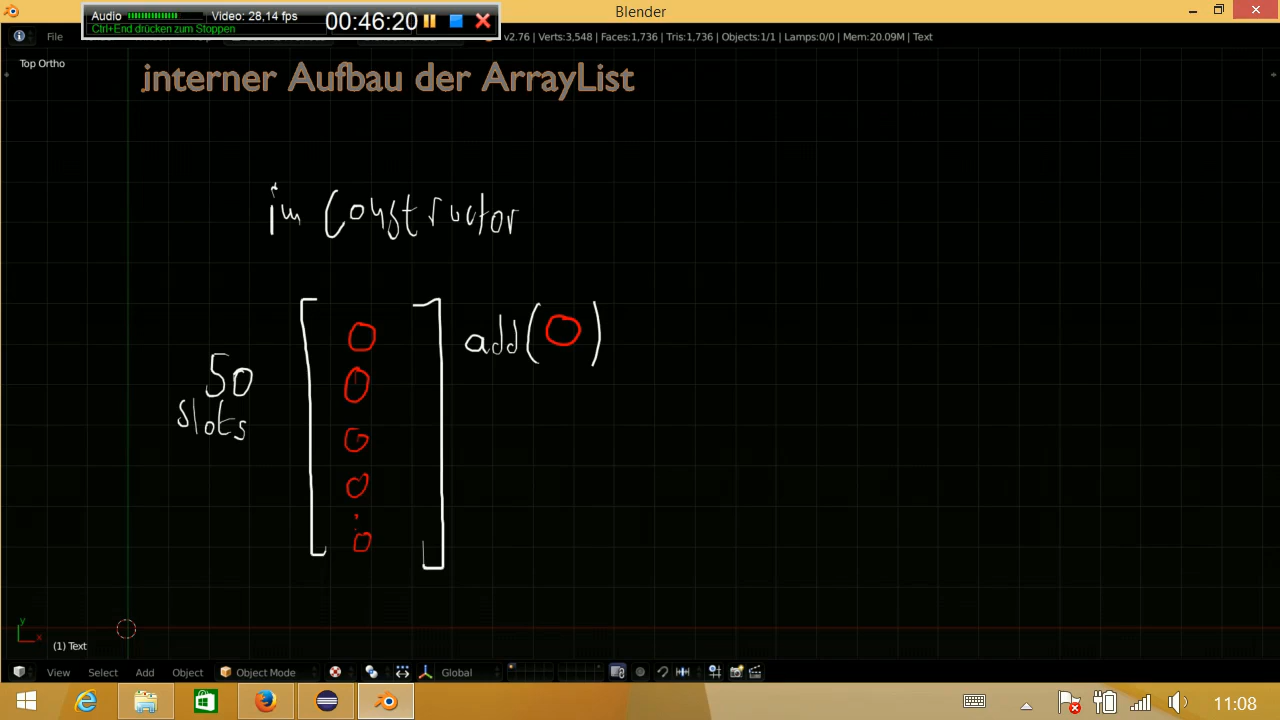 Blender
Audio
Video: 28,14 fps
00:46:20
Ctrl+End drücken zum Stoppen
File
v2.76 | Verts:3,548 | Faces:1,736 | Tris:1,736 | Objects:1/1 | Lamps:0/0 | Mem:20.09M | Text
Top Ortho
interner Aufbau der ArrayList
im Constructor
add(O)
50
slots
y
x
(1) Text
View Select Add Object Object Mode Global
11:08